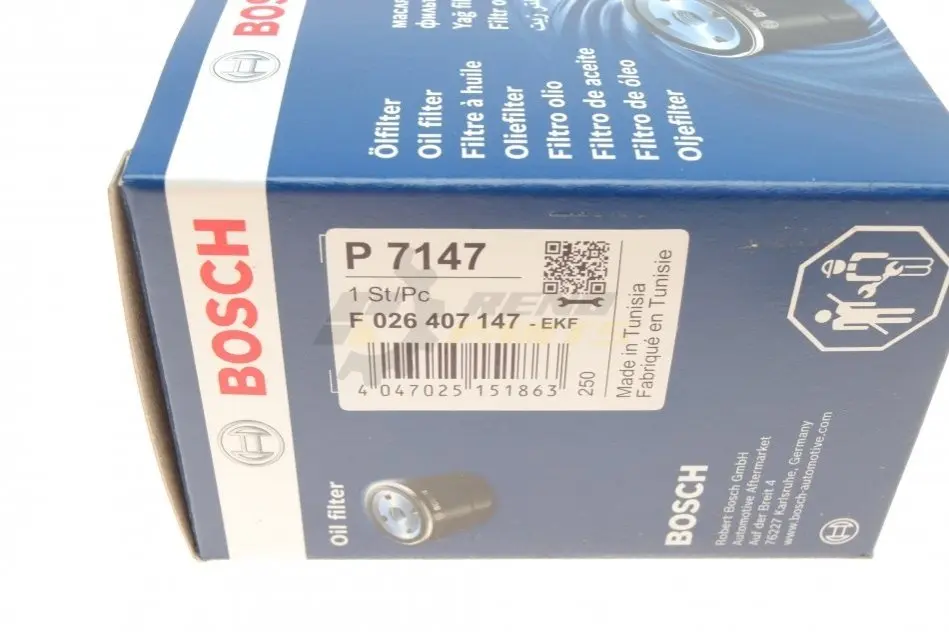 BOSCH
Ölfilter
Oil filter
Filtre à huile
Oliefilter
Filtro olio
Filtro de aceite
Filtro de óleo
Oljefilter
BOSCH
P 7147
1 St/Pc
F 026 407 147 - EKF
4 047025 151863
250
Made in Tunisia
Fabriqué en Tunisie
Oil filter
BOSCH
Robert Bosch GmbH
Automotive Aftermarket
Auf der Breit 4
76227 Karlsruhe, Germany
www.bosch-automotive.com